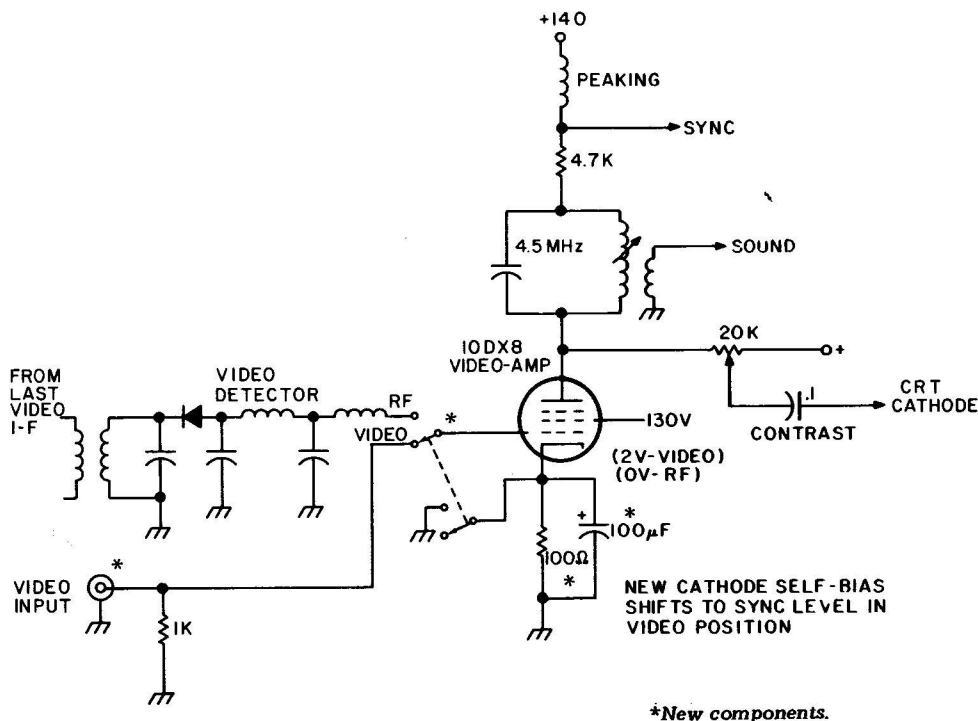 +140
PEAKING
SYNC
4.7K
4.5MHz
SOUND
10DX8
VIDEO-AMP
20K
+
FROM
LAST
VIDEO
I-F
VIDEO
DETECTOR
RF
*
VIDEO
130V
.1
CRT
CATHODE
CONTRAST
(2V-VIDEO)
(0V-RF)
+
*
100µF
100Ω
*
VIDEO
INPUT
*
1K
NEW CATHODE SELF-BIAS
SHIFTS TO SYNC LEVEL IN
VIDEO POSITION
*New components.